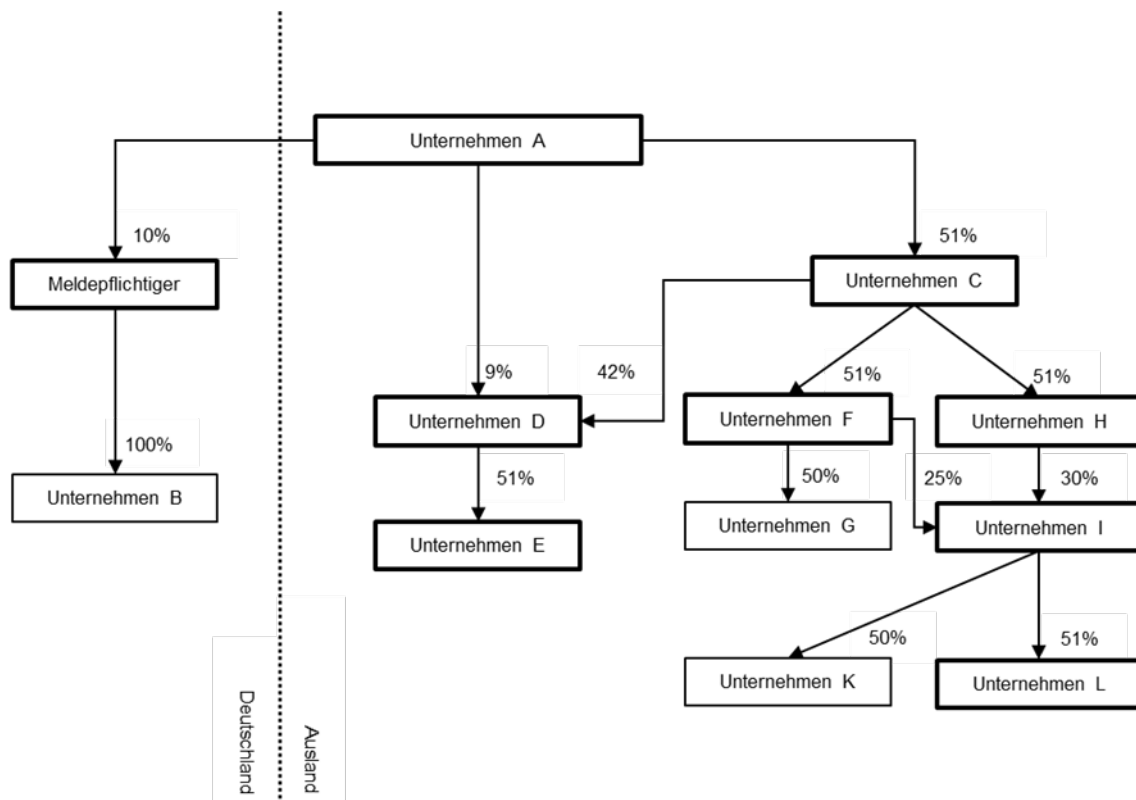 Unternehmen A
10%
51%
Meldepflichtiger
Unternehmen C
9%
42%
51%
51%
Unternehmen D
Unternehmen F
Unternehmen H
100%
51%
50%
25%
30%
Unternehmen B
Unternehmen E
Unternehmen G
Unternehmen I
50%
51%
Unternehmen K
Unternehmen L
Deutschland
Ausland